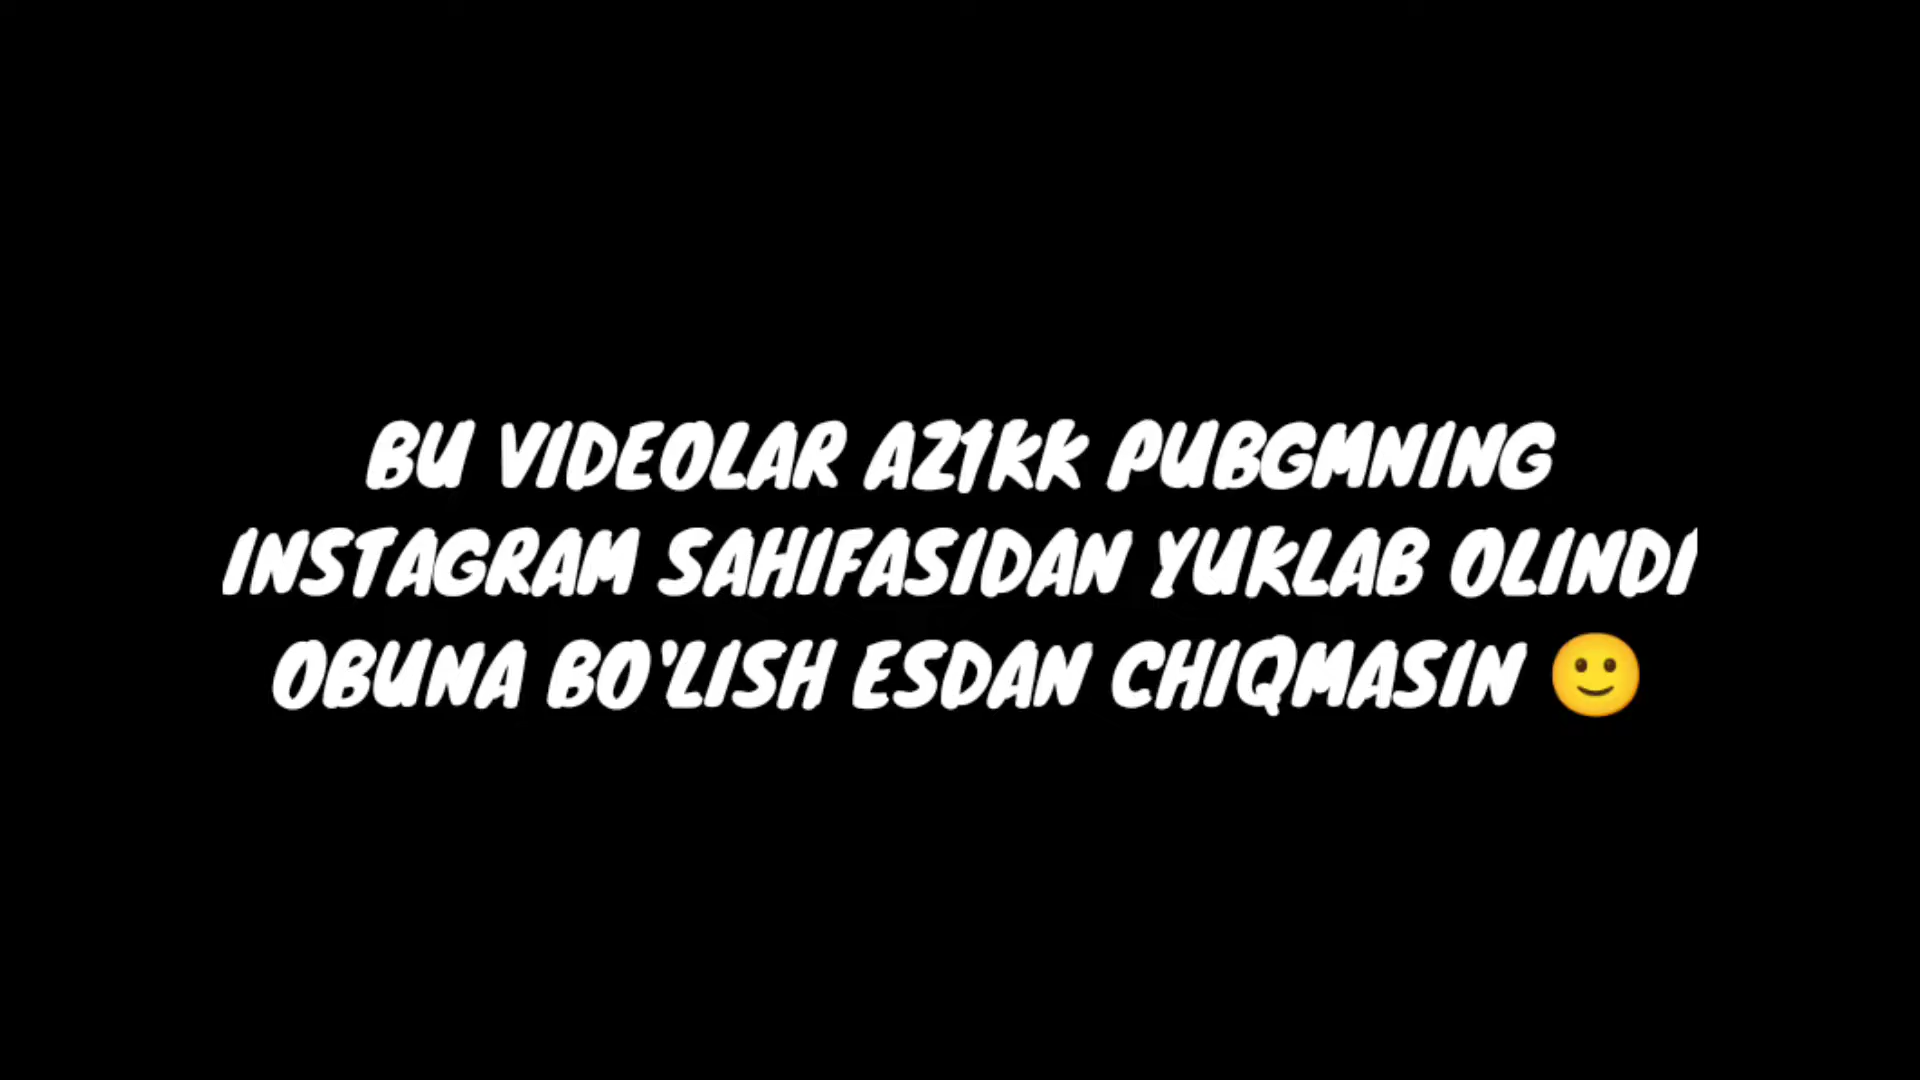 BU VIDEOLAR AZ1KK PUBGMNING
INSTAGRAM SAHIFASIDAN YUKLAB OLINDI
OBUNA BO'LISH ESDAN CHIQMASIN 🙂